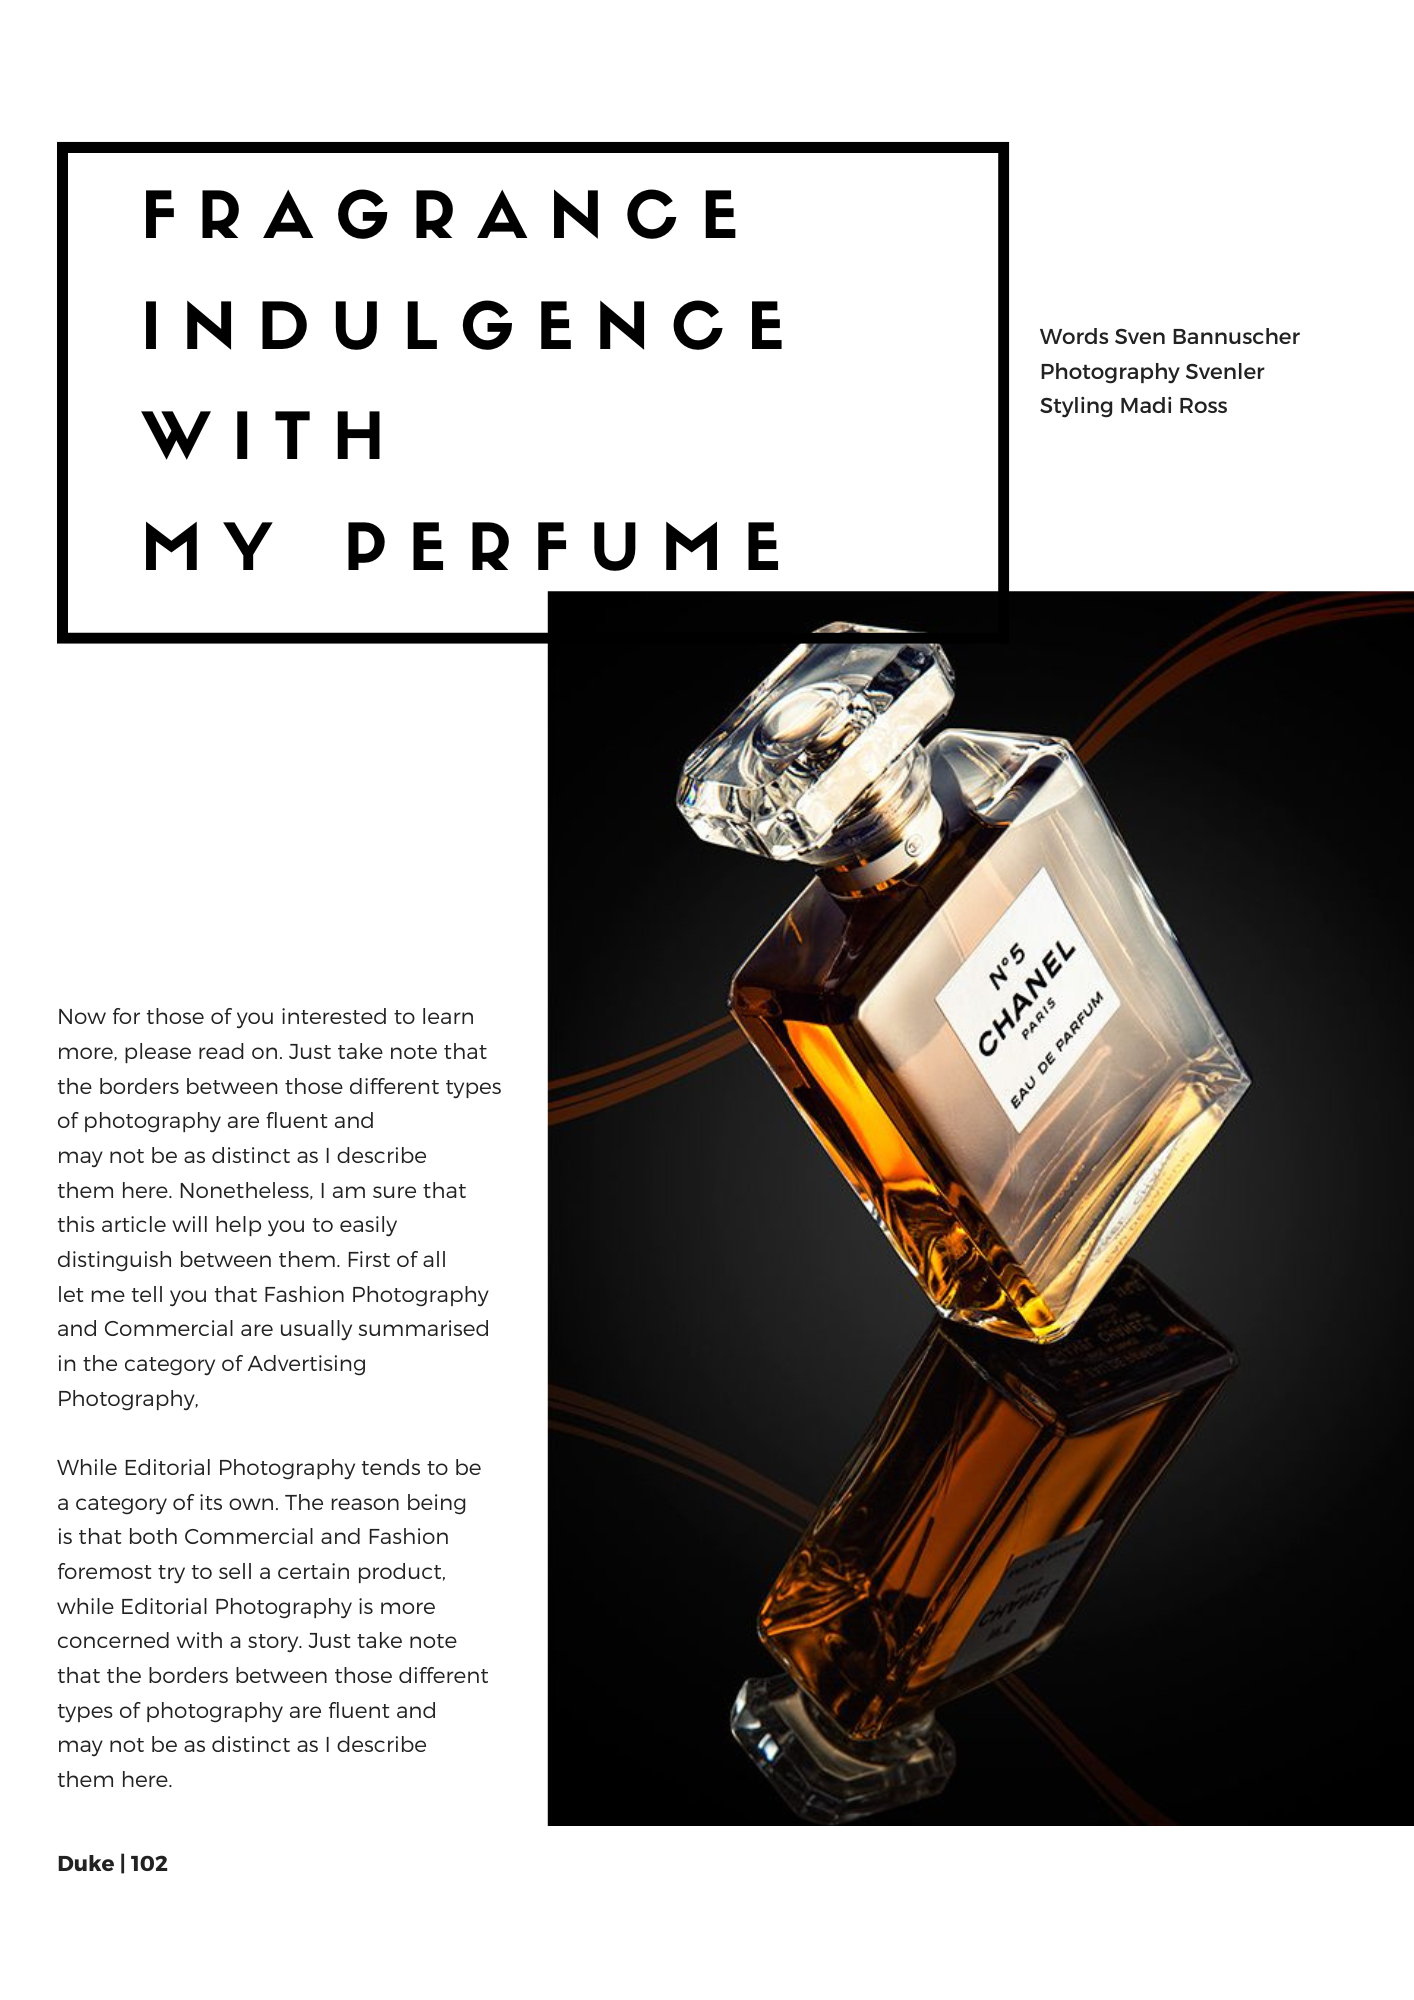 FRAGRANCE
INDULGENCE
WITH
MY PERFUME
Words Sven Bannuscher
Photography Svenler
Styling Madi Ross
N°5
CHANEL
PARIS
EAU DE PARFUM
Now for those of you interested to learn
more, please read on. Just take note that
the borders between those different types
of photography are fluent and
may not be as distinct as I describe
them here. Nonetheless, I am sure that
this article will help you to easily
distinguish between them. First of all
let me tell you that Fashion Photography
and Commercial are usually summarised
in the category of Advertising
Photography,
While Editorial Photography tends to be
a category of its own. The reason being
is that both Commercial and Fashion
foremost try to sell a certain product,
while Editorial Photography is more
concerned with a story. Just take note
that the borders between those different
types of photography are fluent and
may not be as distinct as I describe
them here.
Duke | 102